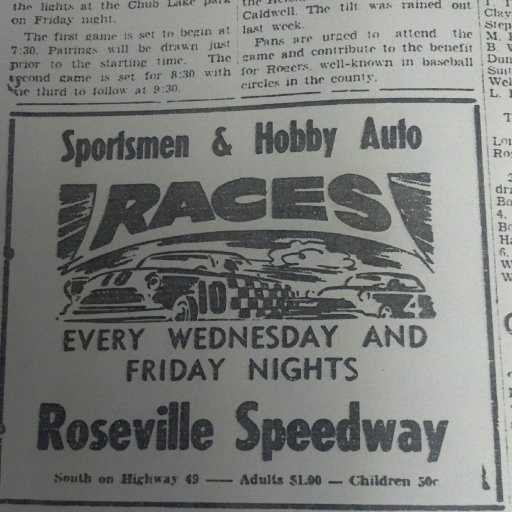 the lights at the Chub Lake park
on Friday night.
The first game is set to begin at
7:30. Pairings will be drawn just
prior to the starting time. The
second game is set for 8:30 with
the third to follow at 9:30.
Caldwell. The tilt was rained out
last week.
Fans are urged to attend the
game and contribute to the benefit
for Rogers, well-known in baseball
circles in the county.
Sportsmen & Hobby Auto
RACES
10
10
4
EVERY WEDNESDAY AND
FRIDAY NIGHTS
Roseville Speedway
South on Highway 49 — Adults $1.00 — Children 50c